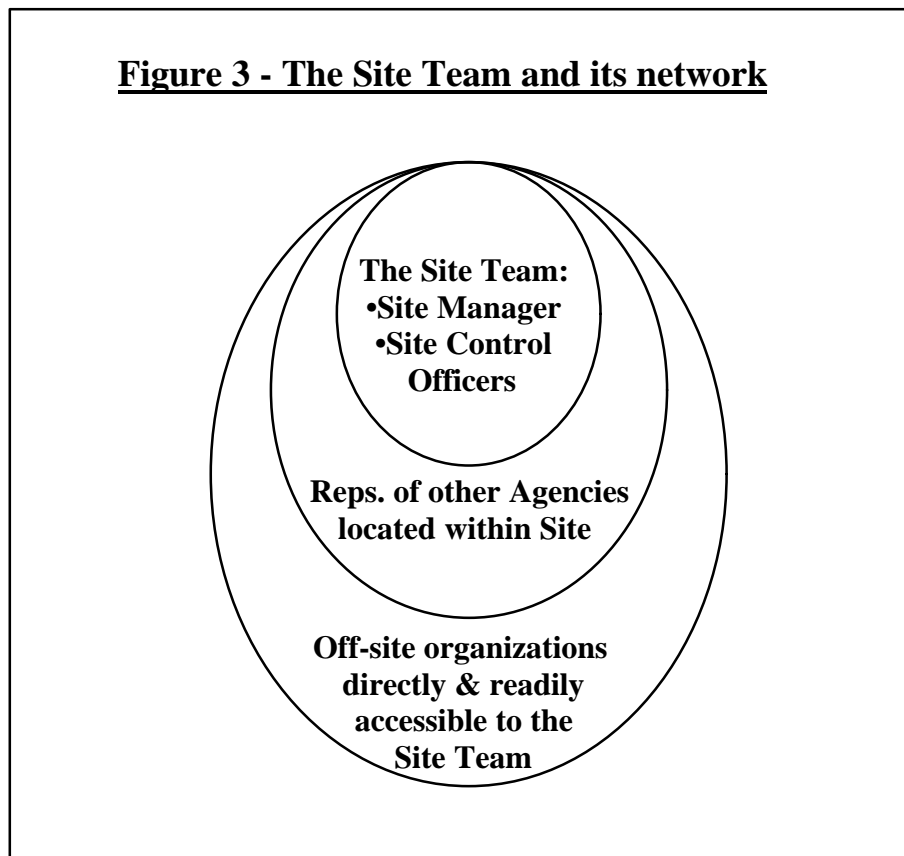 Figure 3 - The Site Team and its network
The Site Team:
•Site Manager
•Site Control
Officers
Reps. of other Agencies
located within Site
Off-site organizations
directly & readily
accessible to the
Site Team